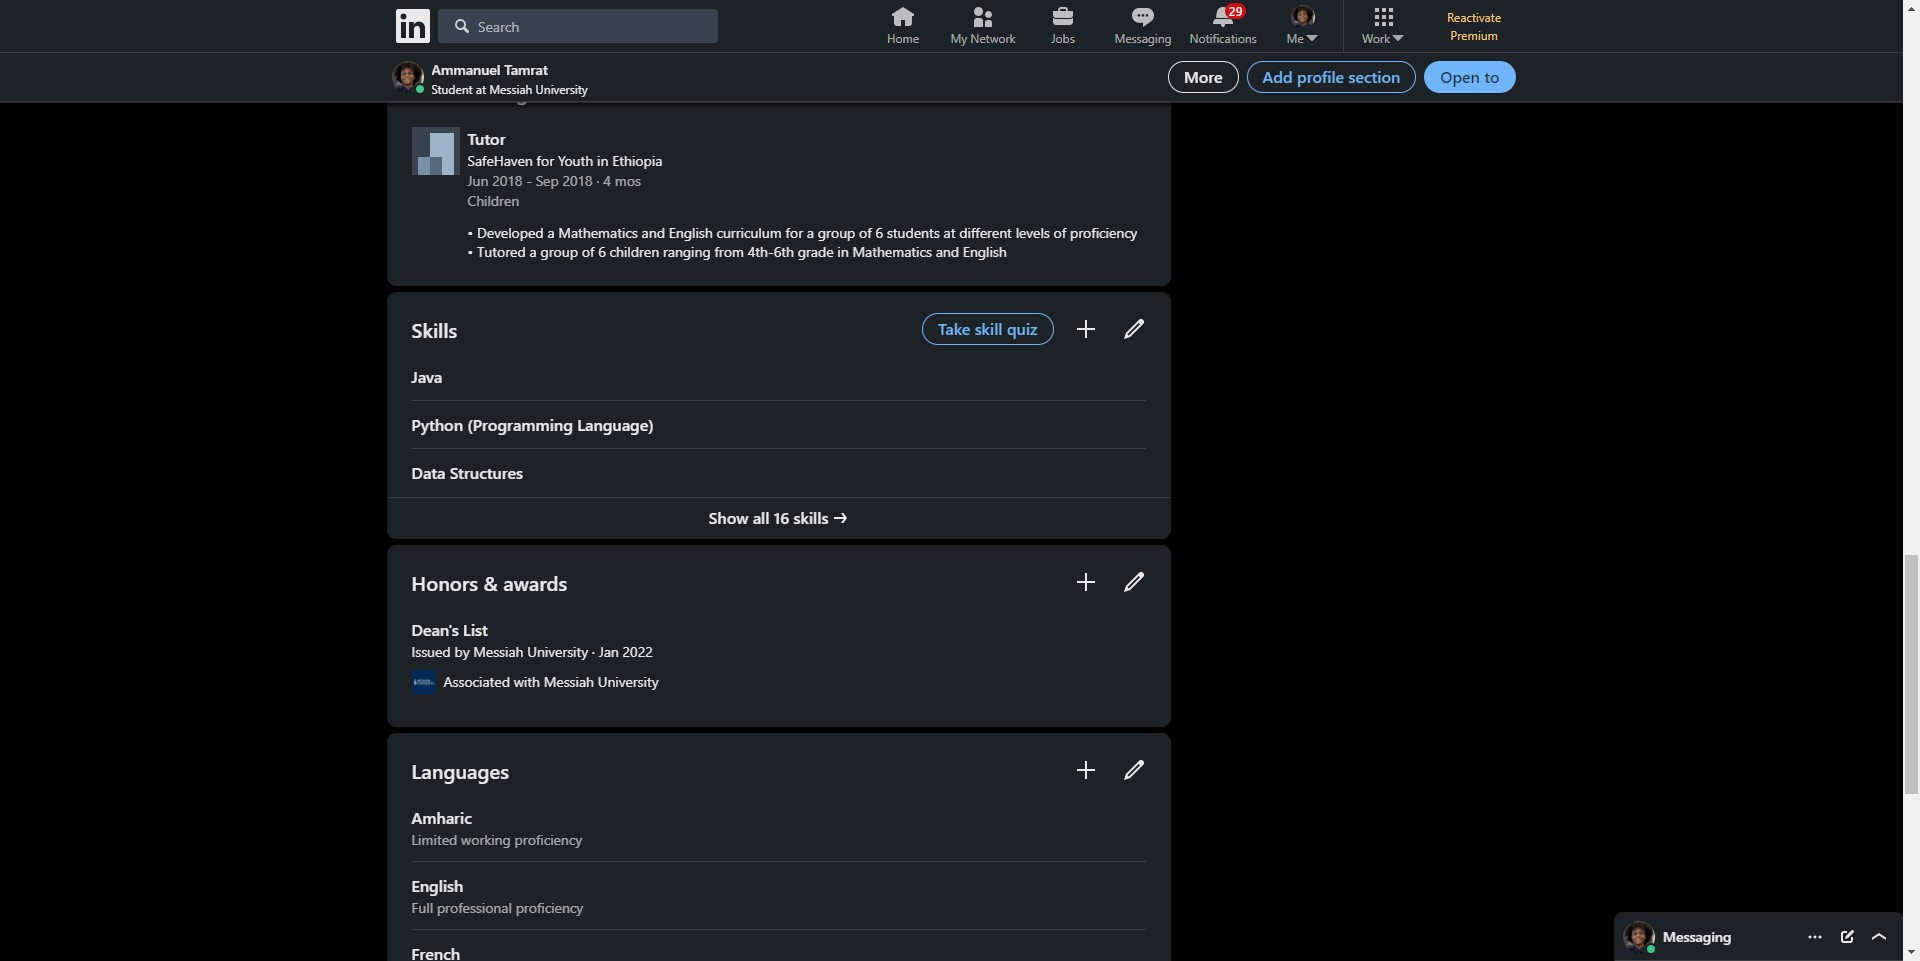 in
Search
Home
My Network
Jobs
Messaging
29
Notifications
Me
Work
Reactivate
Premium
Ammanuel Tamrat
Student at Messiah University
More
Add profile section
Open to
Tutor
SafeHaven for Youth in Ethiopia
Jun 2018 - Sep 2018 · 4 mos
Children
• Developed a Mathematics and English curriculum for a group of 6 students at different levels of proficiency
• Tutored a group of 6 children ranging from 4th-6th grade in Mathematics and English
Skills
Take skill quiz
Java
Python (Programming Language)
Data Structures
Show all 16 skills →
Honors & awards
Dean's List
Issued by Messiah University · Jan 2022
Associated with Messiah University
Languages
Amharic
Limited working proficiency
English
Full professional proficiency
French
Messaging